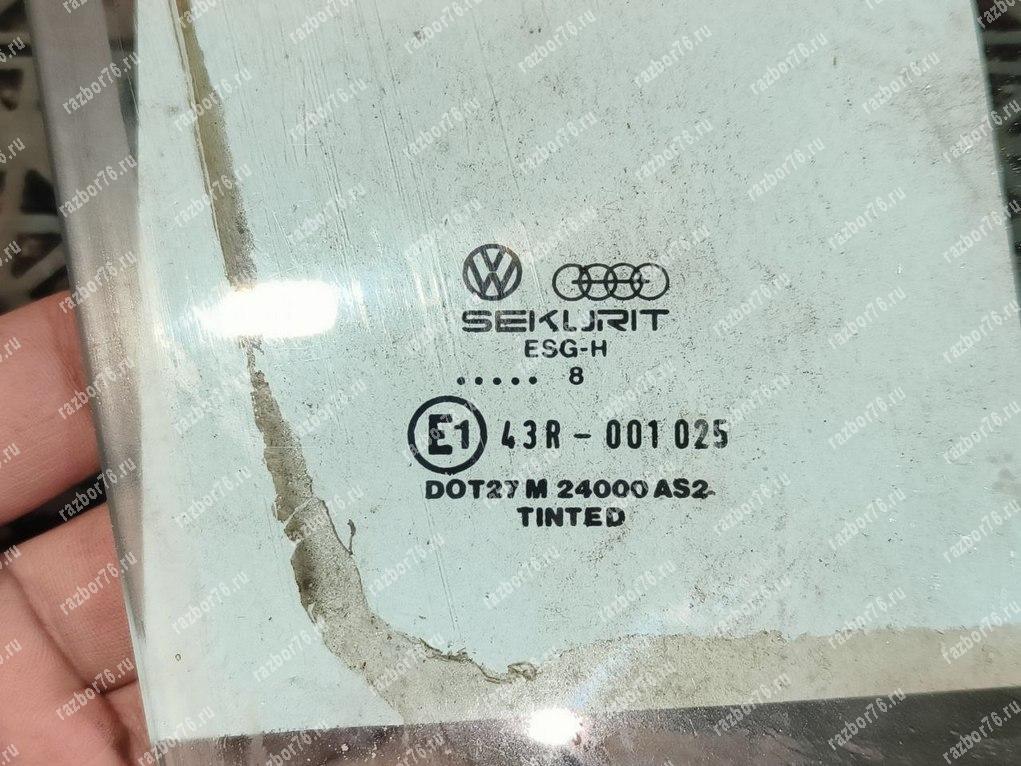 SEKURIT
ESG-H
..... 8
E1 43R - 001 025
DOT27 M 24000 AS2
TINTED
razbor76.ru